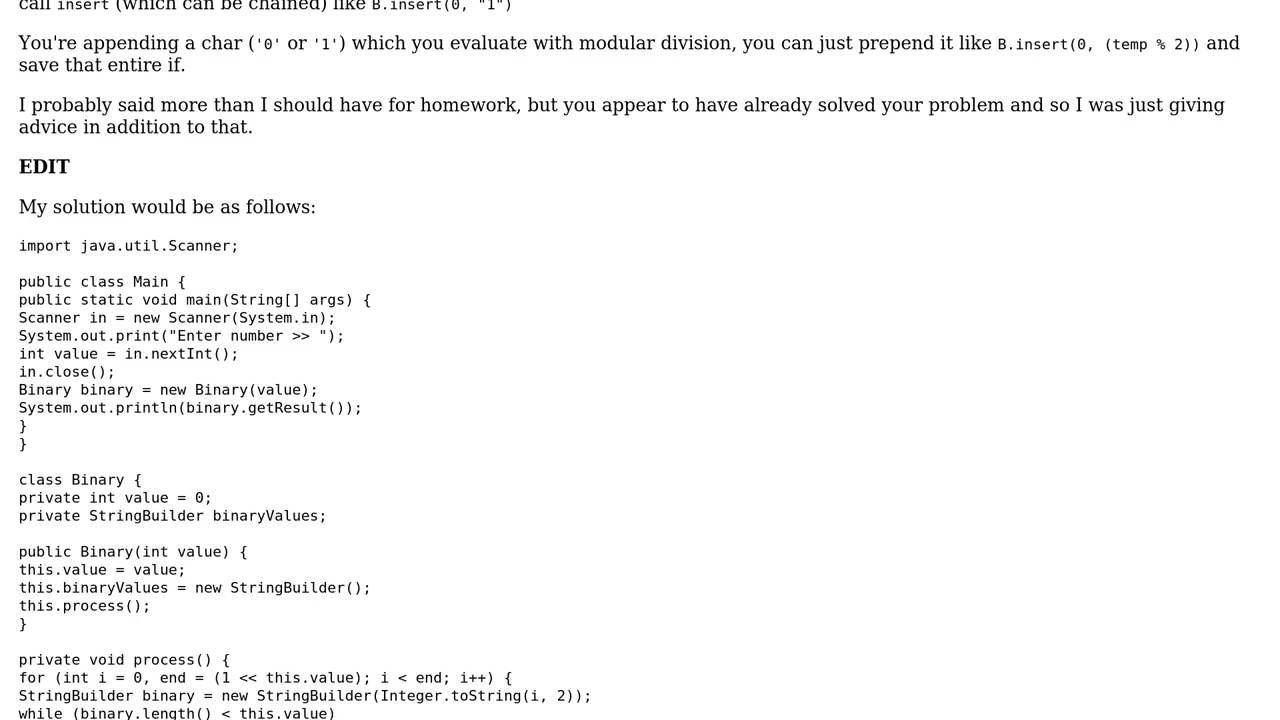 call insert (which can be chained) like B.insert(0, "1")
You're appending a char ('0' or '1') which you evaluate with modular division, you can just prepend it like B.insert(0, (temp % 2)) and
save that entire if.
I probably said more than I should have for homework, but you appear to have already solved your problem and so I was just giving
advice in addition to that.
EDIT
My solution would be as follows:
import java.util.Scanner;
public class Main {
public static void main(String[] args) {
Scanner in = new Scanner(System.in);
System.out.print("Enter number >> ");
int value = in.nextInt();
in.close();
Binary binary = new Binary(value);
System.out.println(binary.getResult());
}
}
class Binary {
private int value = 0;
private StringBuilder binaryValues;
public Binary(int value) {
this.value = value;
this.binaryValues = new StringBuilder();
this.process();
}
private void process() {
for (int i = 0, end = (1 << this.value); i < end; i++) {
StringBuilder binary = new StringBuilder(Integer.toString(i, 2));
while (binary.length() < this.value)